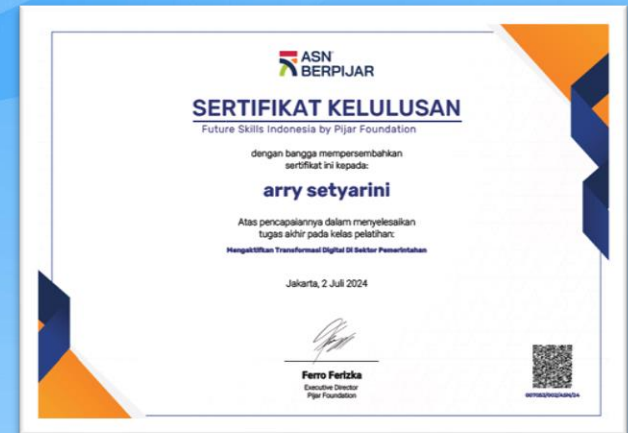 ASN
BERPIJAR
SERTIFIKAT KELULUSAN
Future Skills Indonesia by Pijar Foundation
dengan bangga mempersembahkan
sertifikat ini kepada:
arry setyarini
Atas pencapaiannya dalam menyelesaikan
tugas akhir pada kelas pelatihan:
Mengaktifkan Transformasi Digital Di Sektor Pemerintahan
Jakarta, 2 Juli 2024
Ferro Ferizka
Executive Director
Pijar Foundation